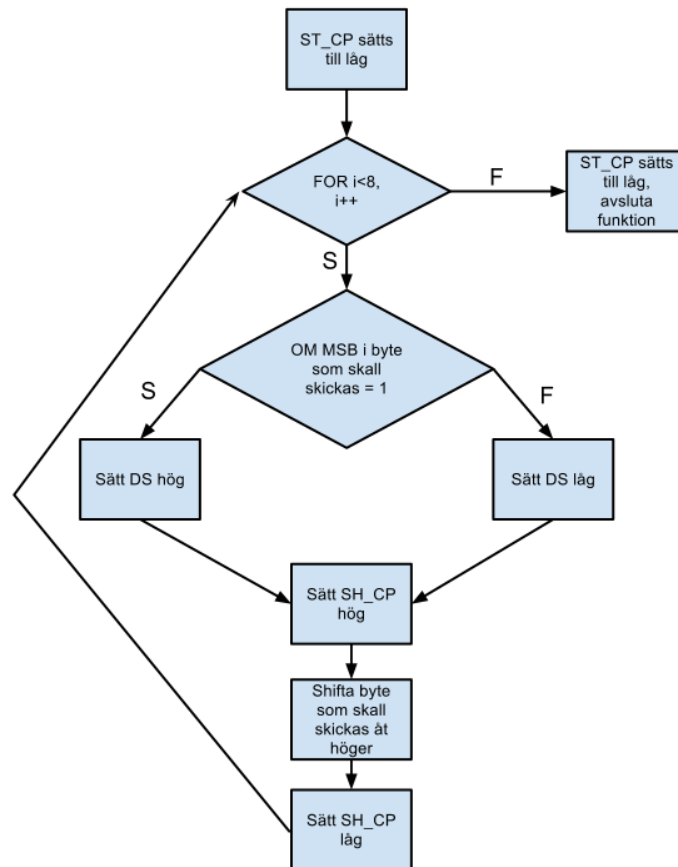 ST_CP sätts
till låg
FOR i<8,
i++
F
ST_CP sätts
till låg,
avsluta
funktion
S
OM MSB i byte
som skall
skickas = 1
S
F
Sätt DS hög
Sätt DS låg
Sätt SH_CP
hög
Shifta byte
som skall
skickas åt
höger
Sätt SH_CP
låg